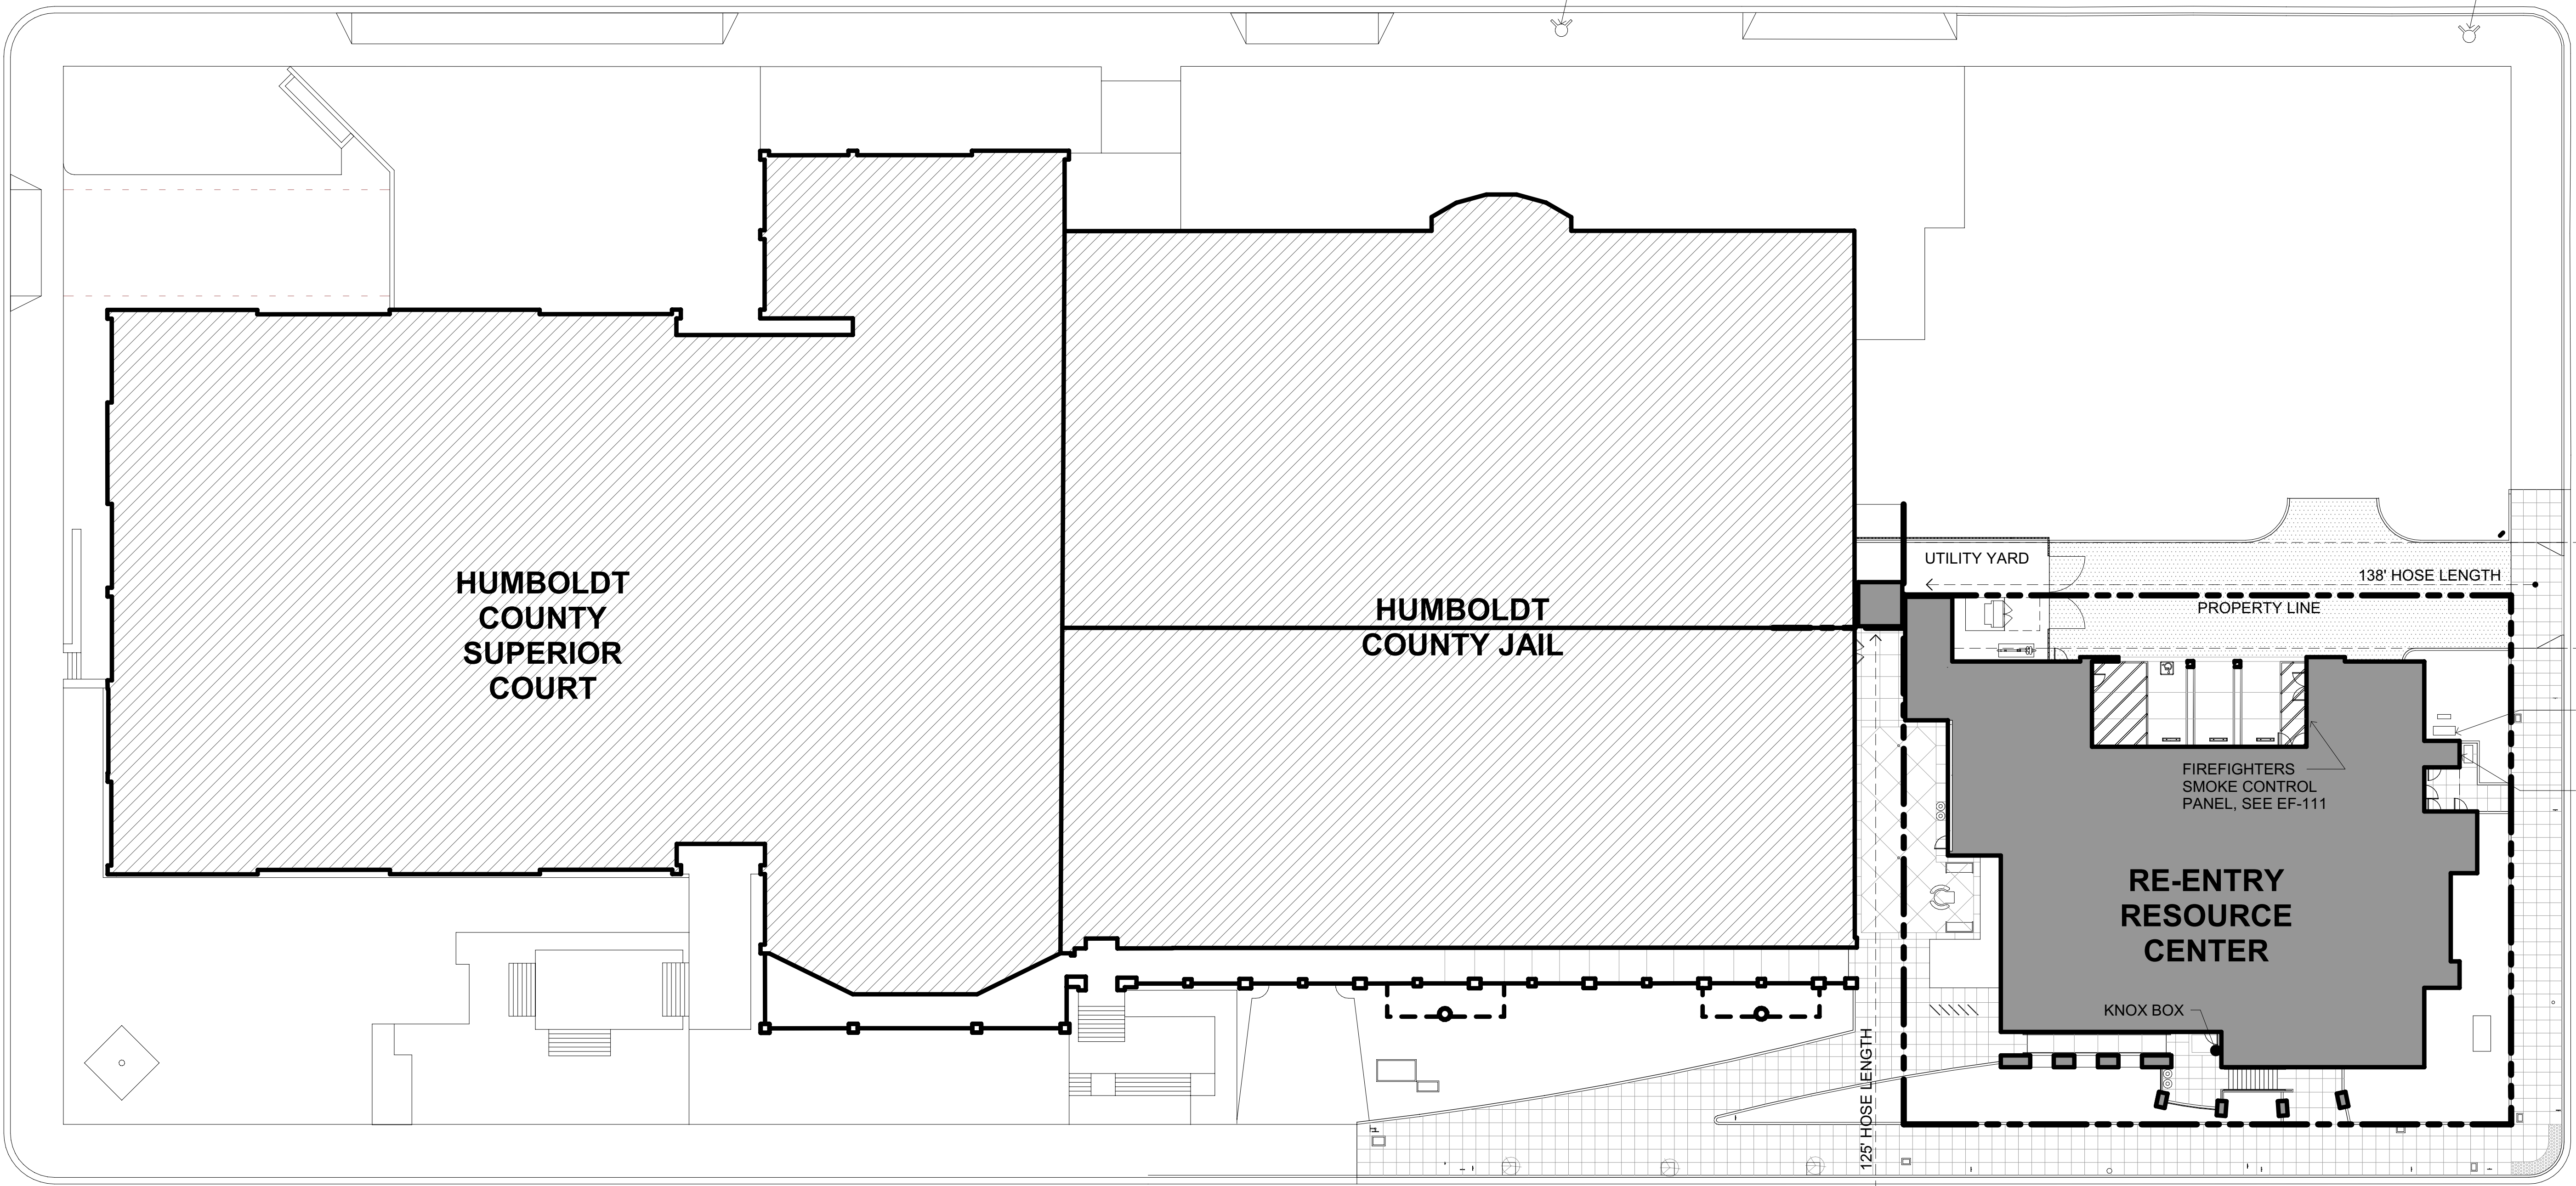 HUMBOLDT
COUNTY
SUPERIOR
COURT
HUMBOLDT
COUNTY JAIL
UTILITY YARD
138' HOSE LENGTH
PROPERTY LINE
FIREFIGHTERS
SMOKE CONTROL
PANEL, SEE EF-111
RE-ENTRY
RESOURCE
CENTER
KNOX BOX
125' HOSE LENGTH